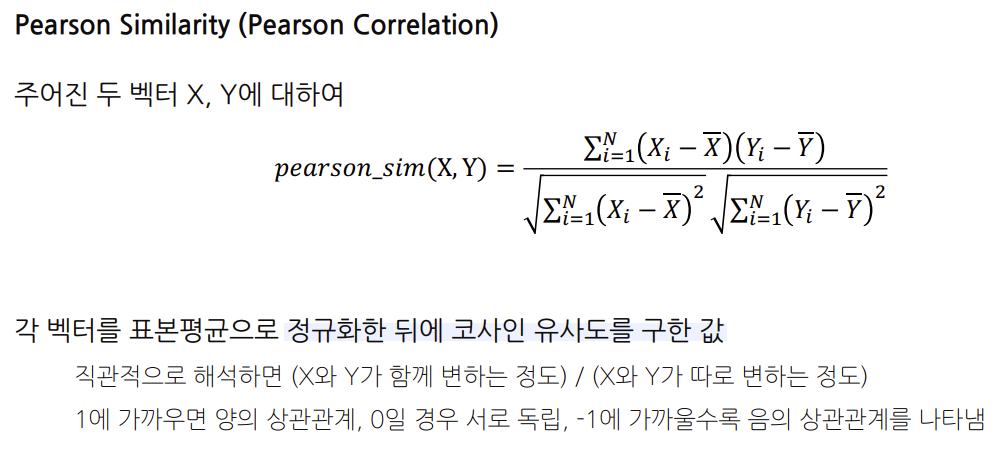 Pearson Similarity (Pearson Correlation)
주어진 두 벡터 X, Y에 대하여
pearson_sim(X, Y) = \frac{\sum_{i=1}^{N}(X_i - \overline{X})(Y_i - \overline{Y})}{\sqrt{\sum_{i=1}^{N}(X_i - \overline{X})^2}\sqrt{\sum_{i=1}^{N}(Y_i - \overline{Y})^2}}
각 벡터를 표본평균으로 정규화한 뒤에 코사인 유사도를 구한 값
직관적으로 해석하면 (X와 Y가 함께 변하는 정도) / (X와 Y가 따로 변하는 정도)
1에 가까우면 양의 상관관계, 0일 경우 서로 독립, -1에 가까울수록 음의 상관관계를 나타냄